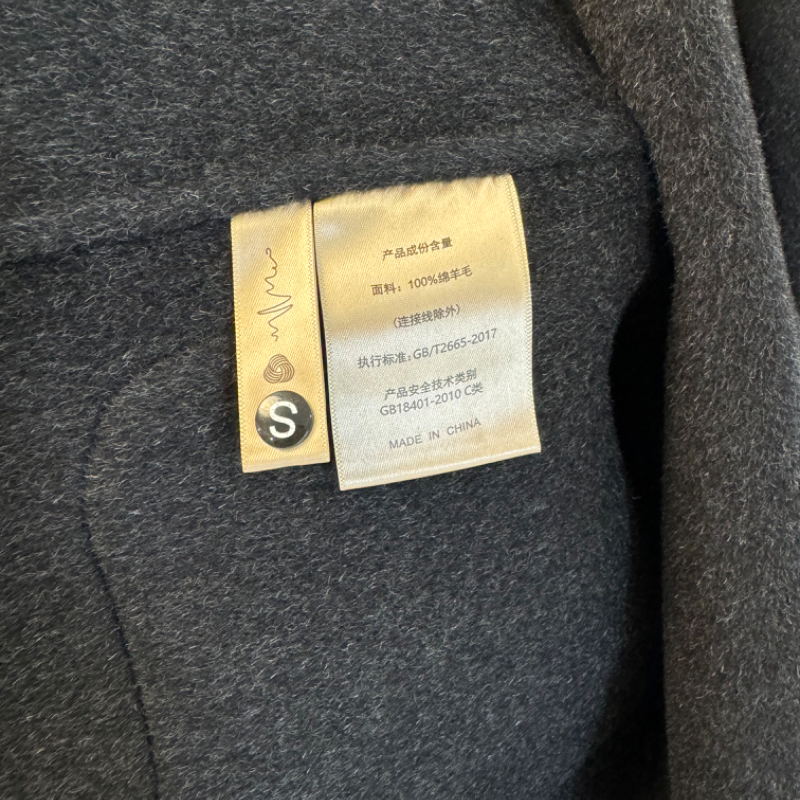 S
产品成份含量
面料：100%绵羊毛
（连接线除外）
执行标准：GB/T2665-2017
产品安全技术类别
GB18401-2010 C类
MADE IN CHINA